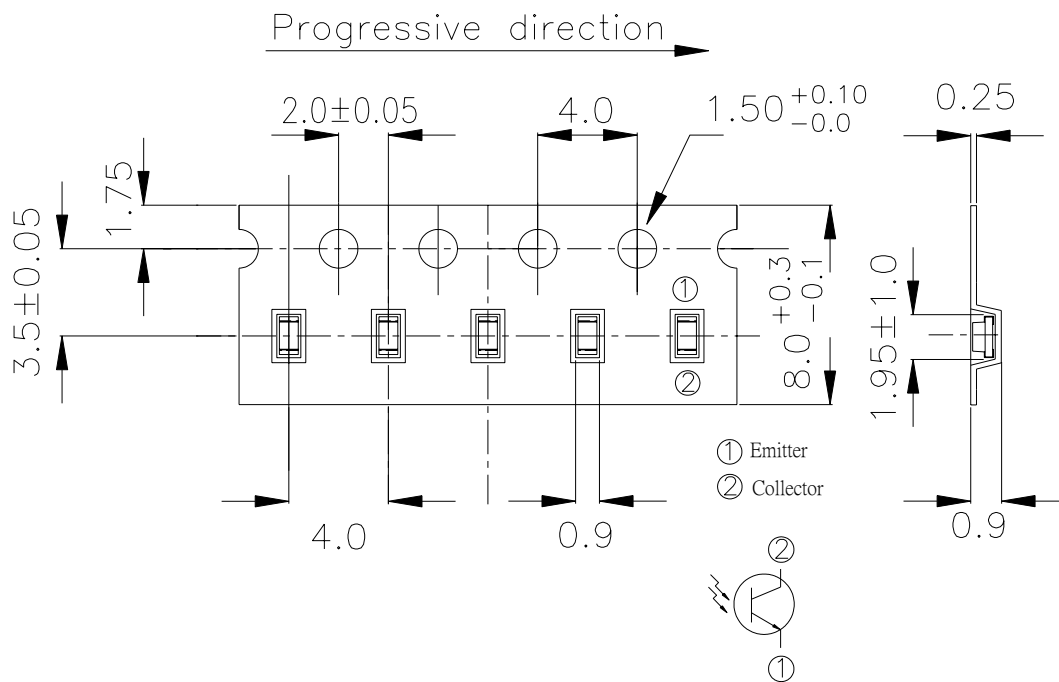 Progressive direction
2.0±0.05
4.0
1.50 +0.10 -0.0
0.25
1.75
3.5±0.05
①
②
8.0 +0.3 -0.1
1.95±1.0
① Emitter
② Collector
4.0
0.9
0.9
②
①